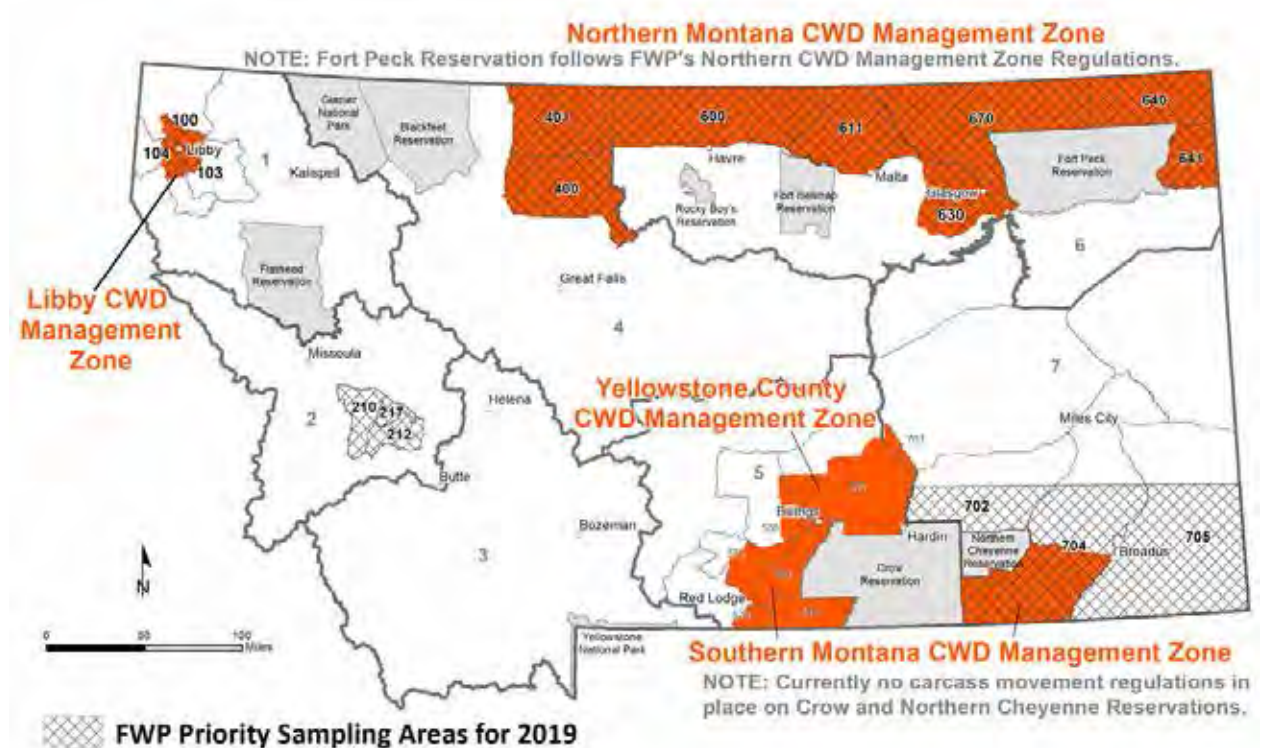 Northern Montana CWD Management Zone
NOTE: Fort Peck Reservation follows FWP's Northern CWD Management Zone Regulations.
Glacier
National
Park
Blackfeet
Reservation
401
600
611
670
640
641
100
104
Libby
103
1
Kalispell
400
Havre
Rocky Boy's
Reservation
Fort Belknap
Reservation
Malta
Glasgow
630
Fort Peck
Reservation
6
Flathead
Reservation
Great Falls
4
Libby CWD
Management
Zone
Missoula
2
210
217
212
Helena
Butte
Yellowstone County
CWD Management Zone
7
Miles City
5
Billings
702
Hardin
Northern
Cheyenne
Reservation
704
Broadus
705
Bozeman
3
Crow
Reservation
Red Lodge
N
0
50
100
Miles
Yellowstone
National Park
Southern Montana CWD Management Zone
NOTE: Currently no carcass movement regulations in
place on Crow and Northern Cheyenne Reservations.
FWP Priority Sampling Areas for 2019